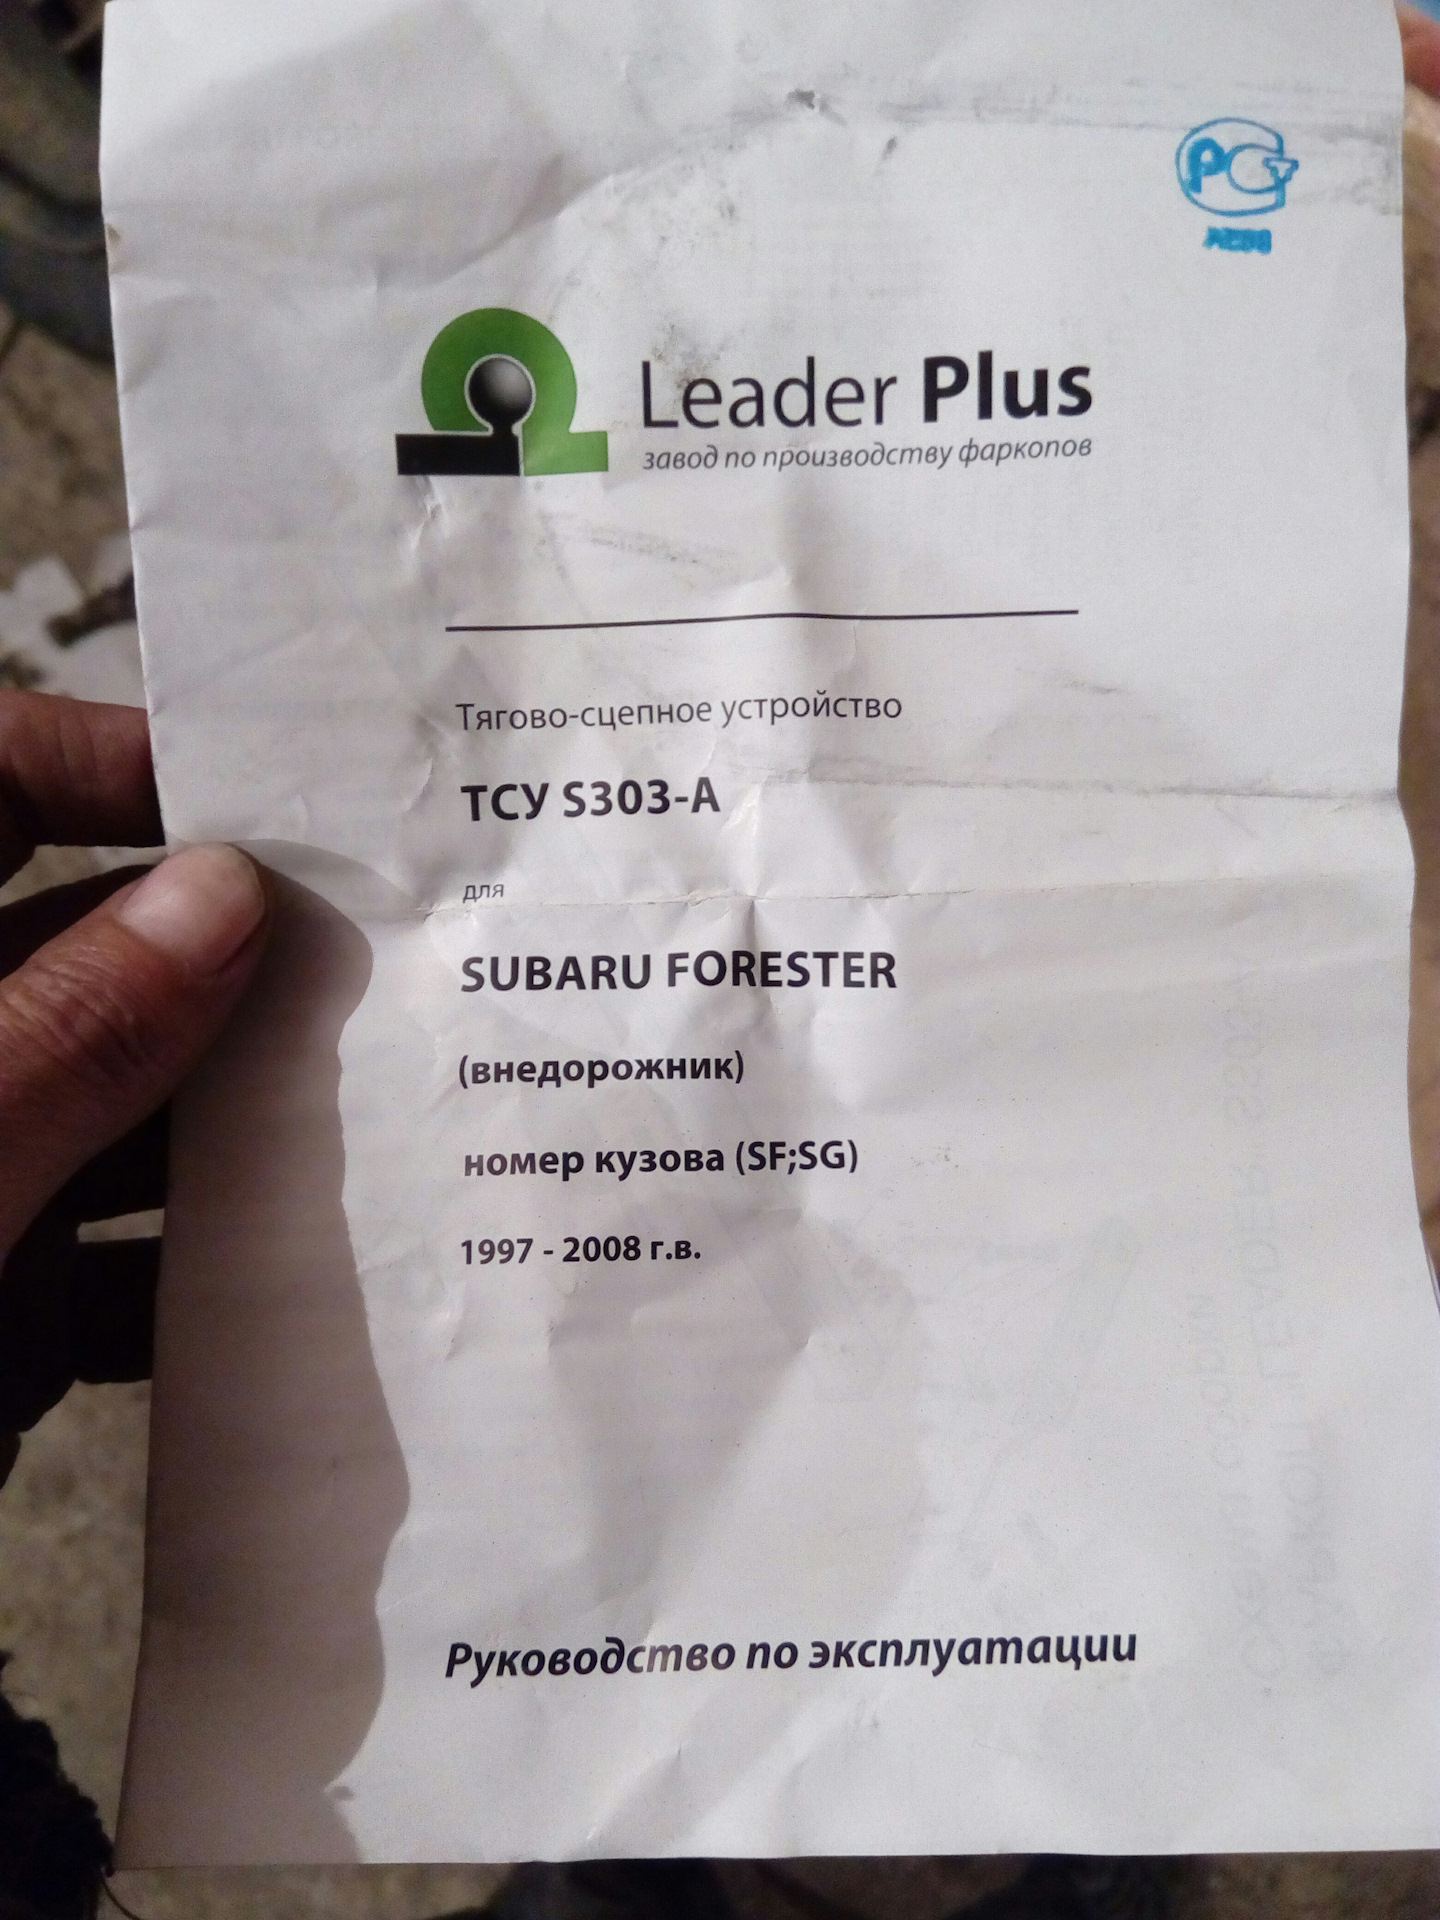 РСТ
Leader Plus
завод по производству фаркопов
Тягово-сцепное устройство
ТСУ S303-A
для
SUBARU FORESTER
(внедорожник)
номер кузова (SF;SG)
1997 - 2008 г.в.
Руководство по эксплуатации